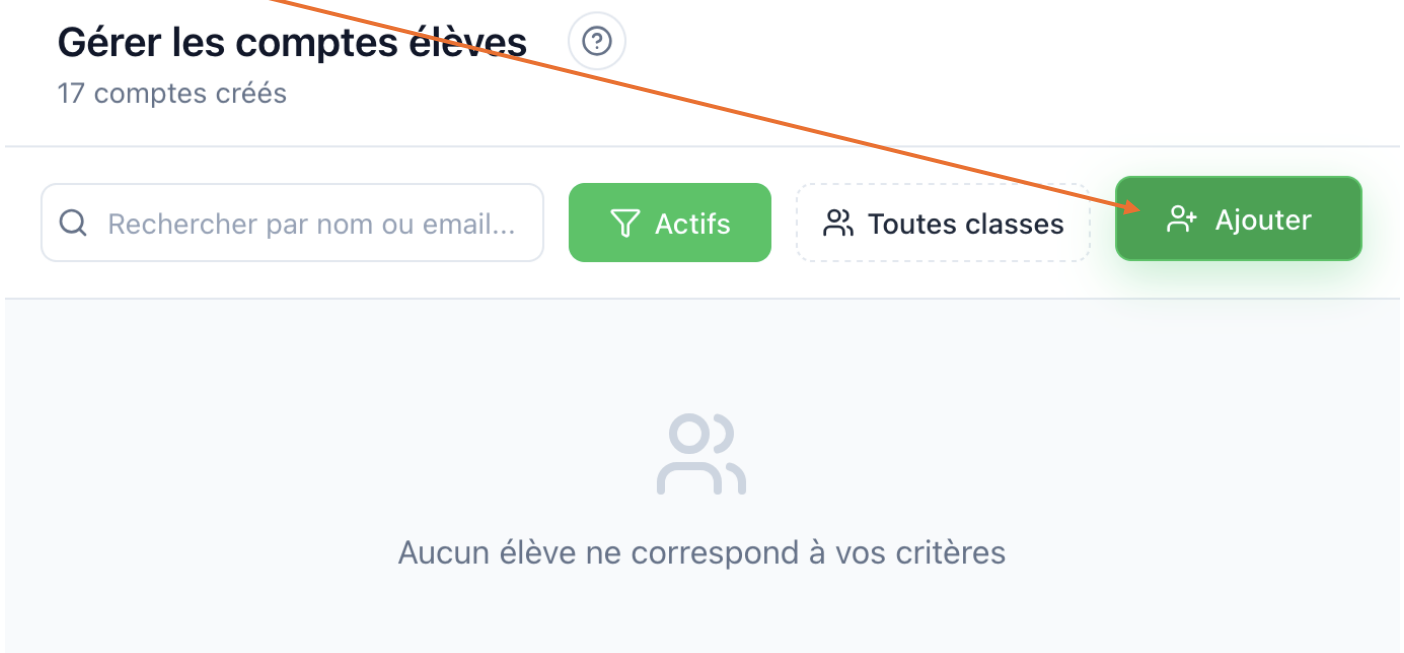 Gérer les comptes élèves
17 comptes créés
Rechercher par nom ou email...
Actifs
Toutes classes
Ajouter
Aucun élève ne correspond à vos critères